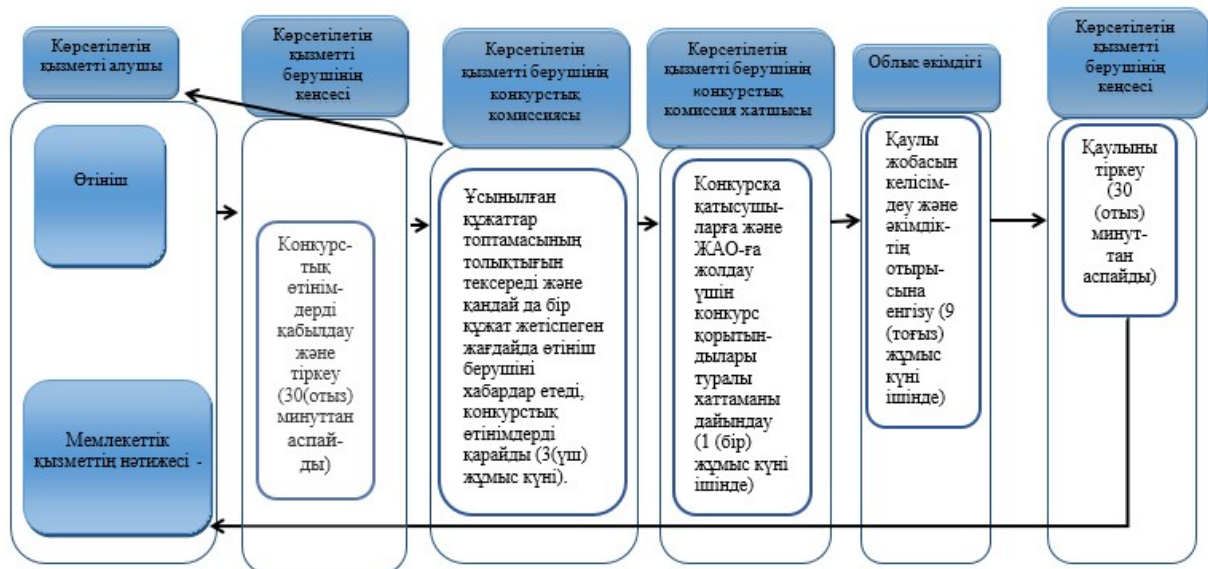 Көрсетілетін
қызметті алушы
Өтініш
Мемлекеттік
қызметтің нәтижесі -
Көрсетілетін
қызметті
берушінің
кеңсесі
Конкурс-
тық
өтінім-
дерді
қабылдау
және
тіркеу
(30(отыз)
минуттан
аспай-
ды)
Көрсетілетін
қызметті берушінің
конкурстық
комиссиясы
Ұсынылған
құжаттар
топтамасының
толықтығын
тексереді және
қандай да бір
құжат жетіспеген
жағдайда өтініш
берушіні
хабардар етеді,
конкурстық
өтінімдерді
қарайды (3(үш)
жұмыс күні).
Көрсетілетін
қызметті берушінің
конкурстық
комиссия хатшысы
Конкурсқа
қатысушы-
ларға және
ЖАО-ға
жолдау
үшін
конкурс
қорытын-
дылары
туралы
хаттаманы
дайындау
(1 (бір)
жұмыс күні
ішінде)
Облыс әкімдігі
Қаулы
жобасын
келісім-
деу және
әкімдік-
тің
отыры-
сына
енгізу (9
(тоғыз)
жұмыс
күні
ішінде)
Көрсетілетін
қызметті
берушінің
кеңсесі
Қаулыны
тіркеу
(30
(отыз)
минут-
тан
аспайды)